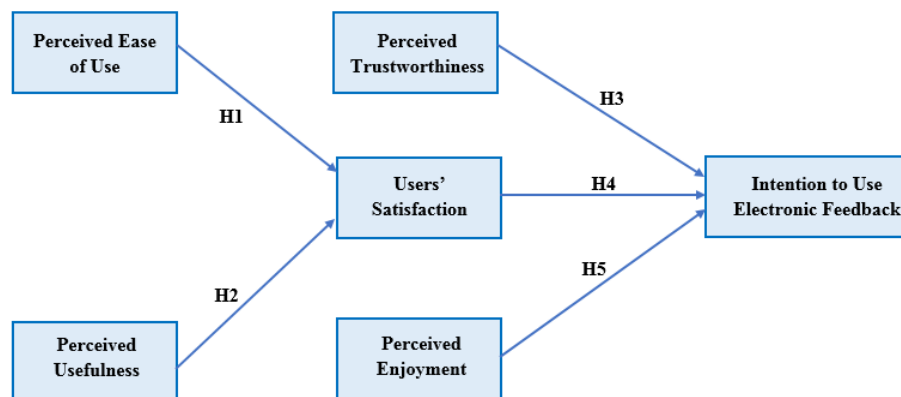 Perceived Ease
of Use
Perceived
Trustworthiness
H1
H3
Users’
Satisfaction
H4
Intention to Use
Electronic Feedback
H2
H5
Perceived
Usefulness
Perceived
Enjoyment